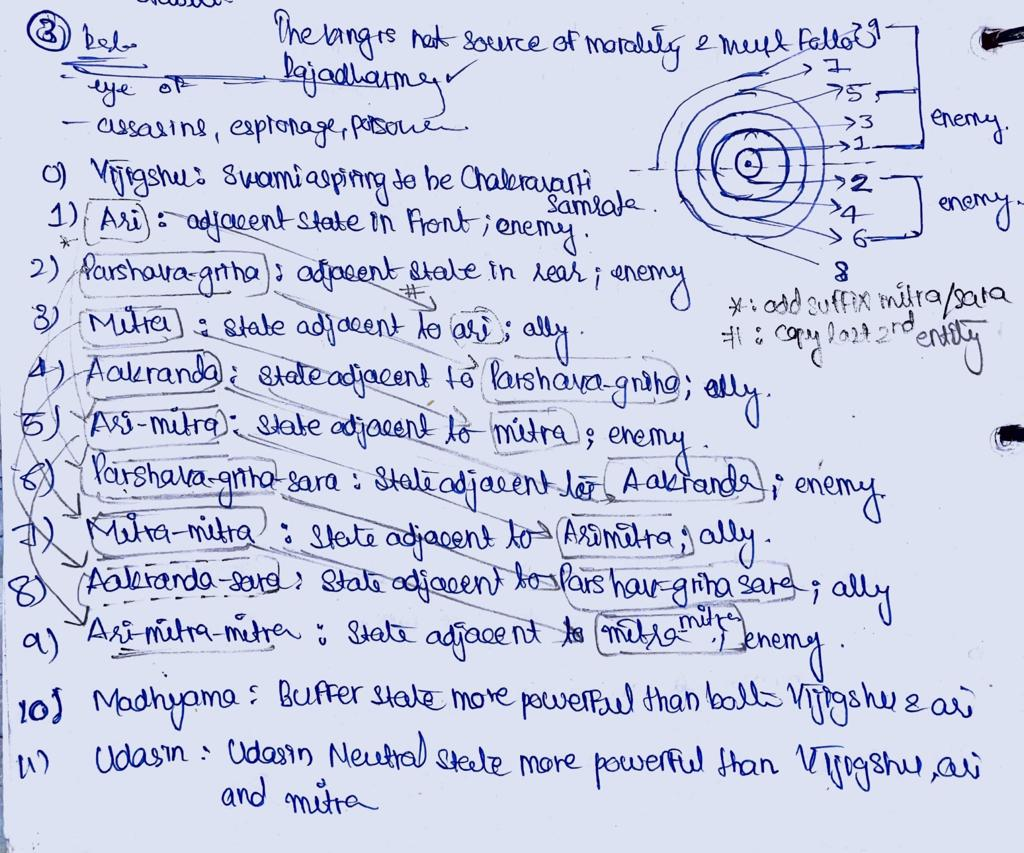 ③
The king is not source of morality & must follow
Rajadharma ✓
eye of
- assasins, espionage, poison
7
5
3
1
enemy.
2
4
6
enemy.
8
9
0) Vijigshu: Swami aspiring to be Chakravarti
Samrata.
1) Ari : adjacent state in front ; enemy.
*
2) Parshava-griha : adjacent state in rear ; enemy
#
*: add suffix mitra/sara
#: copy last 2nd entity
3) Mitra : state adjacent to ari ; ally.
4) Aakranda : state adjacent to Parshava-griha ; ally.
5) Ari-mitra : state adjacent to mitra ; enemy.
6) Parshava-griha-sara : State adjacent to Aakranda ; enemy
7) Mitra-mitra : state adjacent to Arimitra ; ally.
8) Aakranda-sara : State adjacent to Parshav-griha sara ; ally
9) Ari-mitra-mitra : state adjacent to mitra-mitra ; enemy.
10) Madhyama : Buffer state more powerful than both Vijigshu & ari
11) Udasin : Udasin Neutral State more powerful than Vijigshu, ari
and mitra